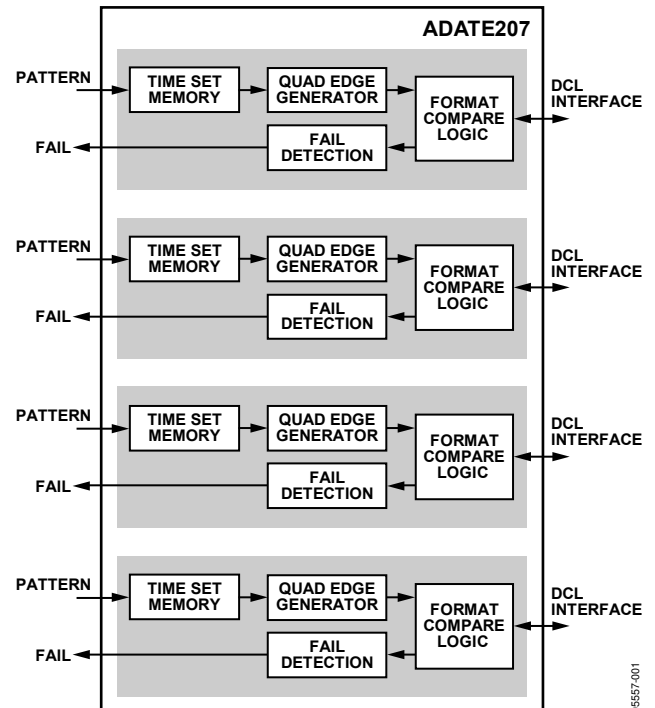 ADATE207
PATTERN
TIME SET
MEMORY
QUAD EDGE
GENERATOR
FORMAT
COMPARE
LOGIC
DCL
INTERFACE
FAIL
FAIL
DETECTION
PATTERN
TIME SET
MEMORY
QUAD EDGE
GENERATOR
FORMAT
COMPARE
LOGIC
DCL
INTERFACE
FAIL
FAIL
DETECTION
PATTERN
TIME SET
MEMORY
QUAD EDGE
GENERATOR
FORMAT
COMPARE
LOGIC
DCL
INTERFACE
FAIL
FAIL
DETECTION
PATTERN
TIME SET
MEMORY
QUAD EDGE
GENERATOR
FORMAT
COMPARE
LOGIC
DCL
INTERFACE
FAIL
FAIL
DETECTION